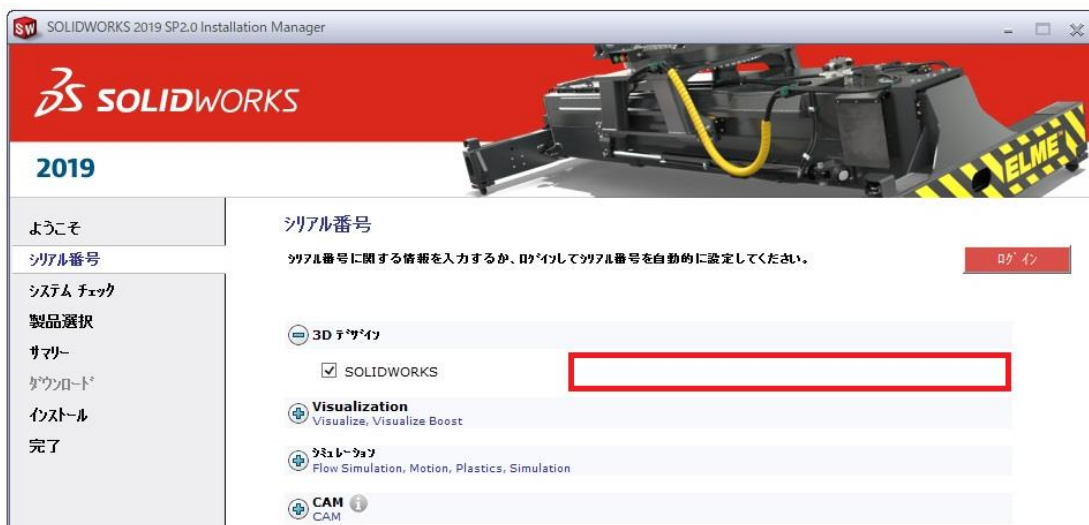 SOLIDWORKS 2019 SP2.0 Installation Manager
SOLIDWORKS
2019
ELME
ようこそ
シリアル番号
システム チェック
製品選択
サマリー
ダウンロード
インストール
完了
シリアル番号
シリアル番号に関する情報を入力するか、ログインしてシリアル番号を自動的に設定してください。
ログイン
3D デザイン
SOLIDWORKS
Visualization
Visualize, Visualize Boost
シミュレーション
Flow Simulation, Motion, Plastics, Simulation
CAM
CAM